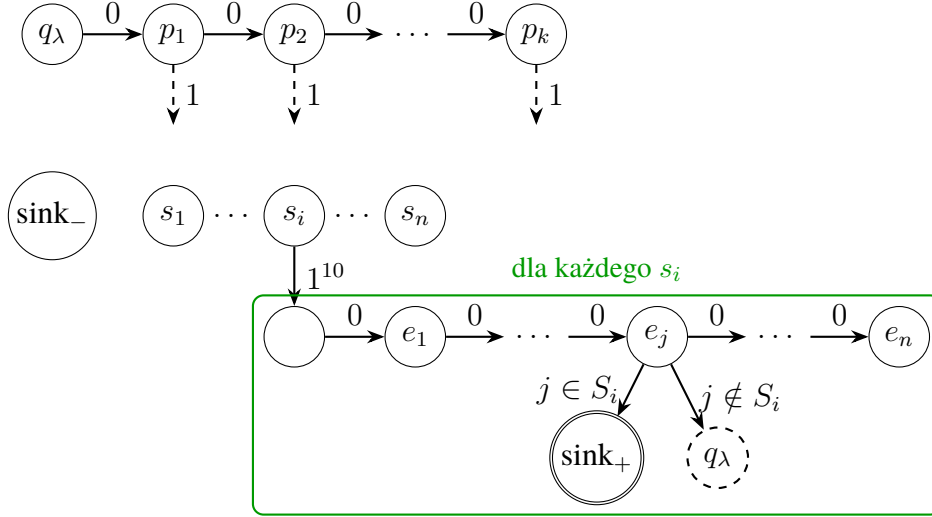 0 0 0 0
q_λ p_1 p_2 ⋯ p_k
1 1 1
sink_− s_1 ⋯ s_i ⋯ s_n
1^{10} dla każdego s_i
0 0 0 0 0
e_1 ⋯ e_j ⋯ e_n
j ∈ S_i j ∉ S_i
sink_+ q_λ